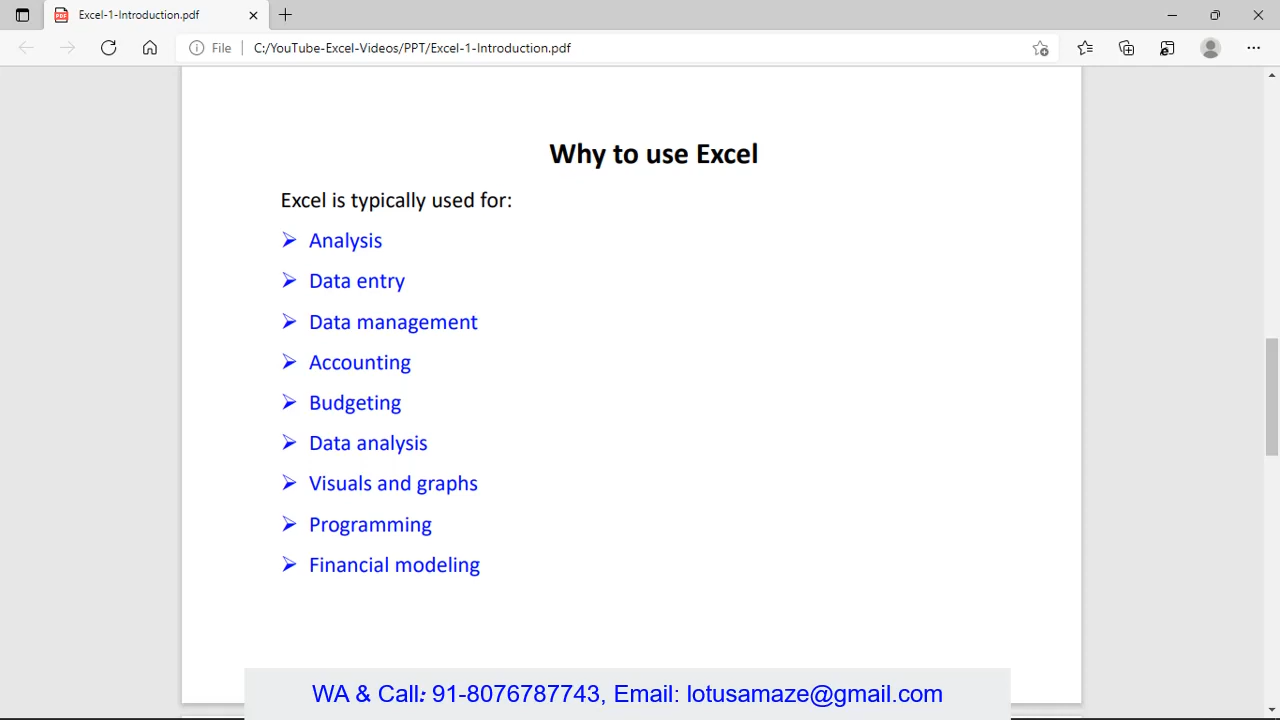 Excel-1-Introduction.pdf
File
C:/YouTube-Excel-Videos/PPT/Excel-1-Introduction.pdf
Why to use Excel
Excel is typically used for:
➢ Analysis
➢ Data entry
➢ Data management
➢ Accounting
➢ Budgeting
➢ Data analysis
➢ Visuals and graphs
➢ Programming
➢ Financial modeling
WA & Call: 91-8076787743, Email: lotusamaze@gmail.com